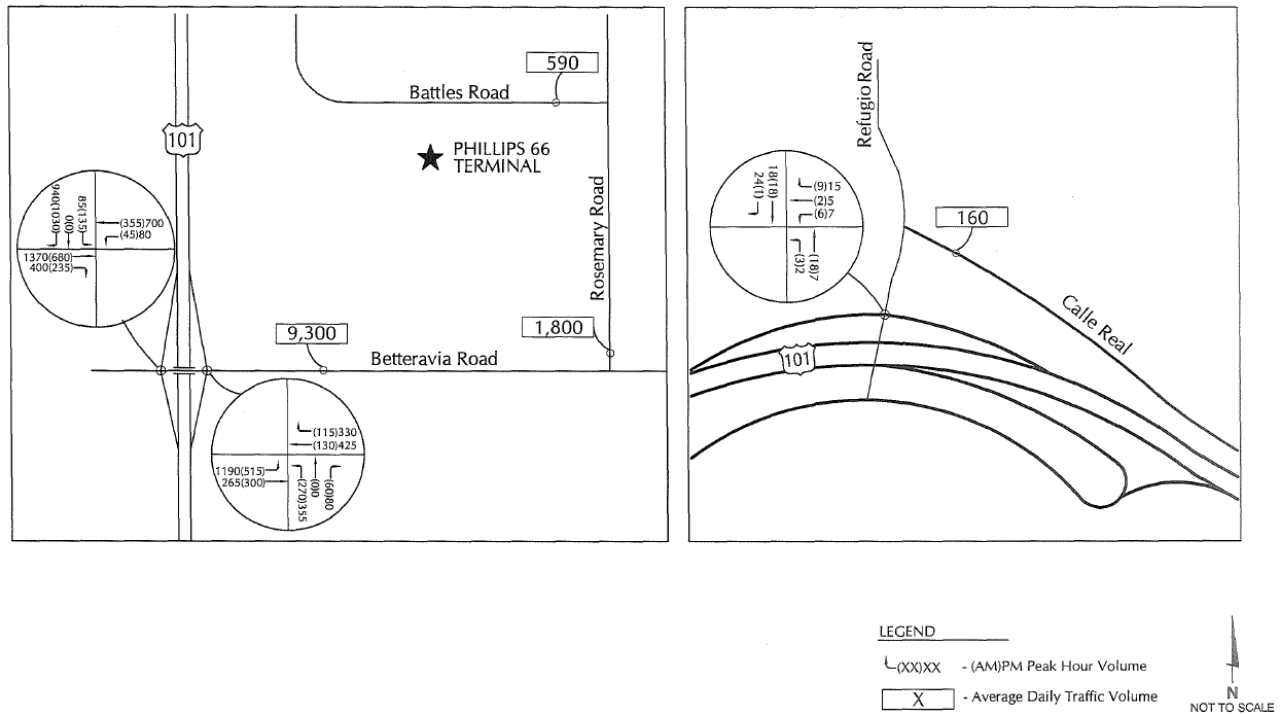 590
Battles Road
101
PHILLIPS 66
TERMINAL
Rosemary Road
940(1030)
0(0)
85(135)
(355)700
(45)80
1370(680)
400(235)
9,300
1,800
Betteravia Road
(115)330
(130)425
1190(515)
265(300)
(270)355
(0)0
(60)80
Refugio Road
24(1)
18(18)
(9)15
(2)5
(6)7
(3)2
(18)7
160
Calle Real
101
LEGEND
(XX)XX - (AM)PM Peak Hour Volume
X - Average Daily Traffic Volume
N
NOT TO SCALE